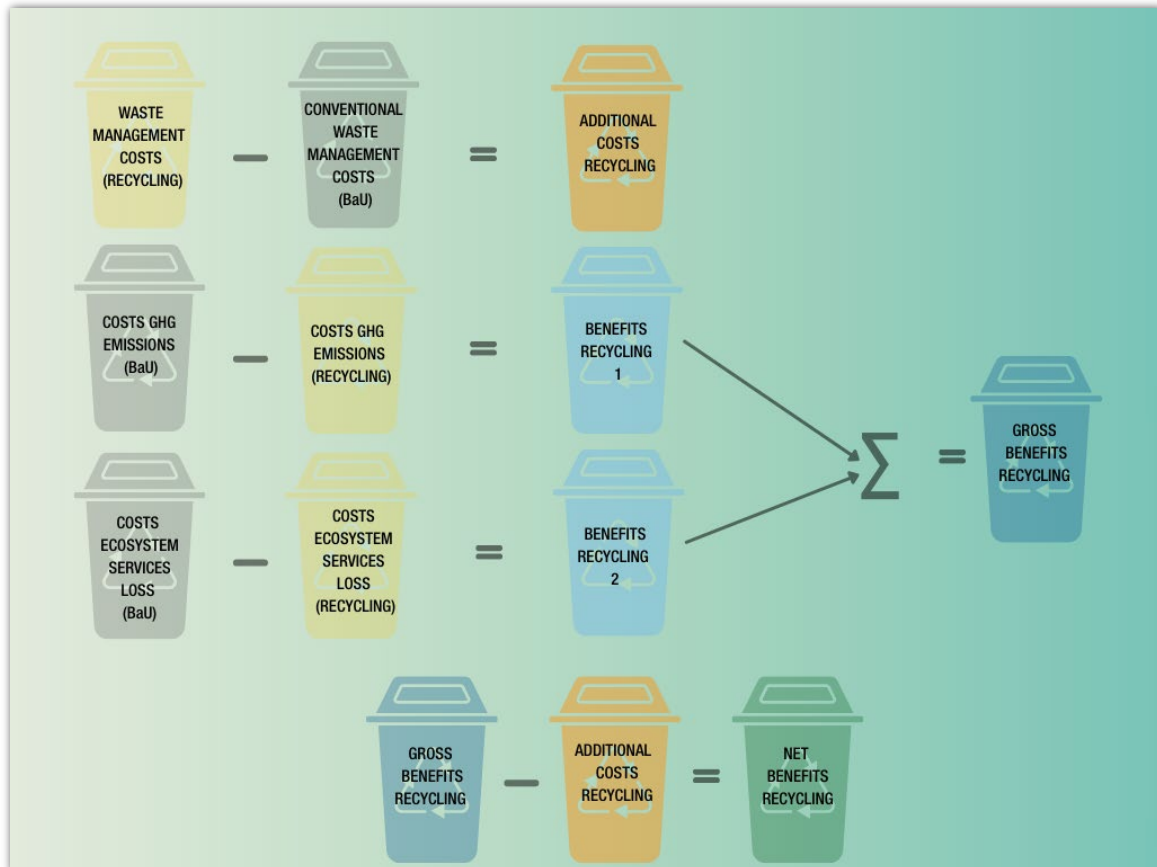 WASTE
MANAGEMENT
COSTS
(RECYCLING)
–
CONVENTIONAL
WASTE
MANAGEMENT
COSTS
(BaU)
=
ADDITIONAL
COSTS
RECYCLING
COSTS GHG
EMISSIONS
(BaU)
–
COSTS GHG
EMISSIONS
(RECYCLING)
=
BENEFITS
RECYCLING
1
COSTS
ECOSYSTEM
SERVICES
LOSS
(BaU)
–
COSTS
ECOSYSTEM
SERVICES
LOSS
(RECYCLING)
=
BENEFITS
RECYCLING
2
∑
=
GROSS
BENEFITS
RECYCLING
GROSS
BENEFITS
RECYCLING
–
ADDITIONAL
COSTS
RECYCLING
=
NET
BENEFITS
RECYCLING